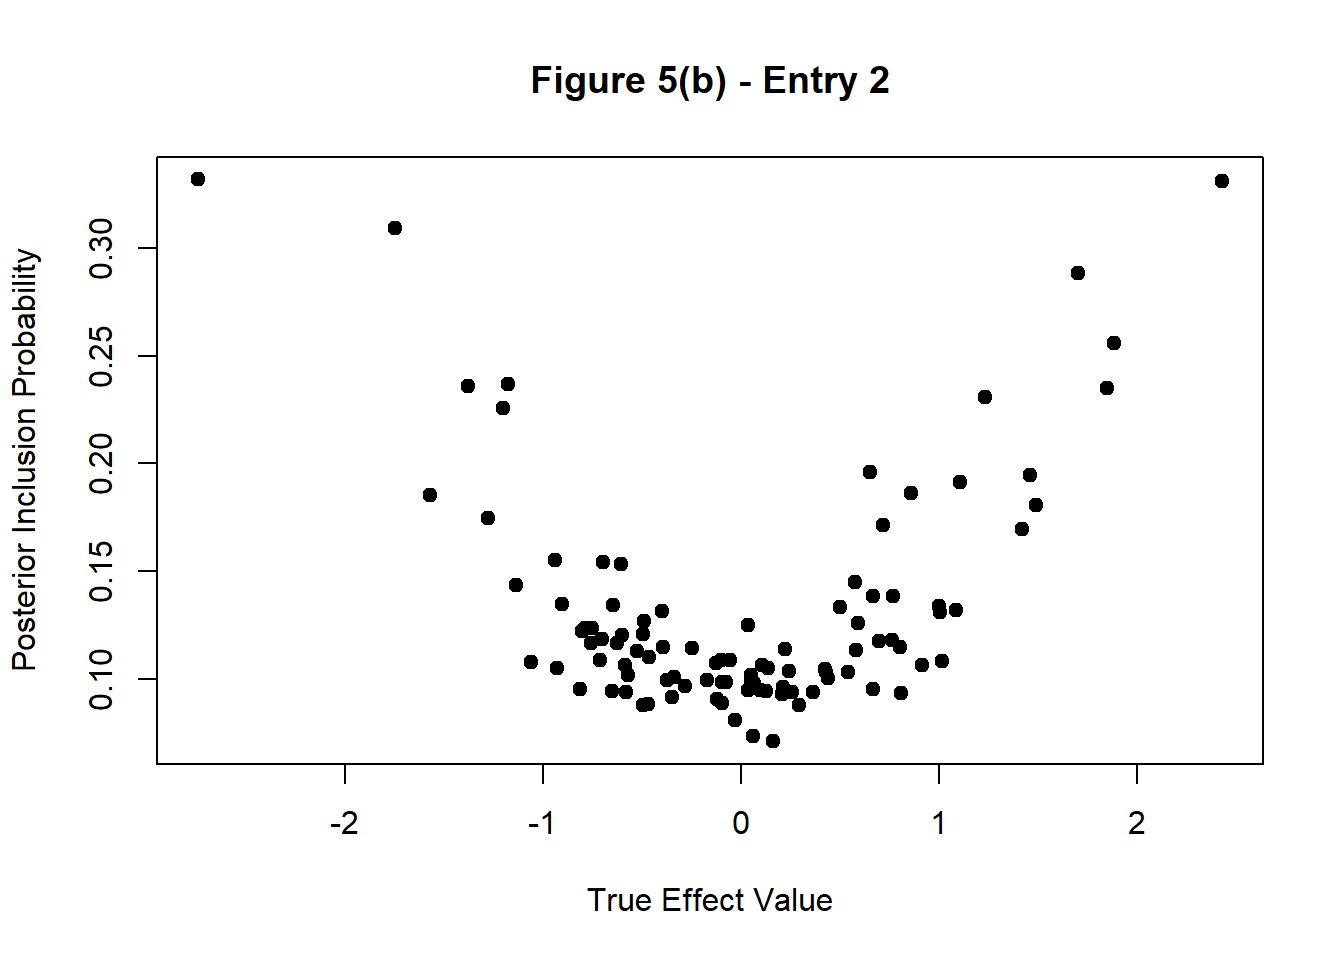 Figure 5(b) - Entry 2
Posterior Inclusion Probability
0.30
0.25
0.20
0.15
0.10
-2 -1 0 1 2
True Effect Value